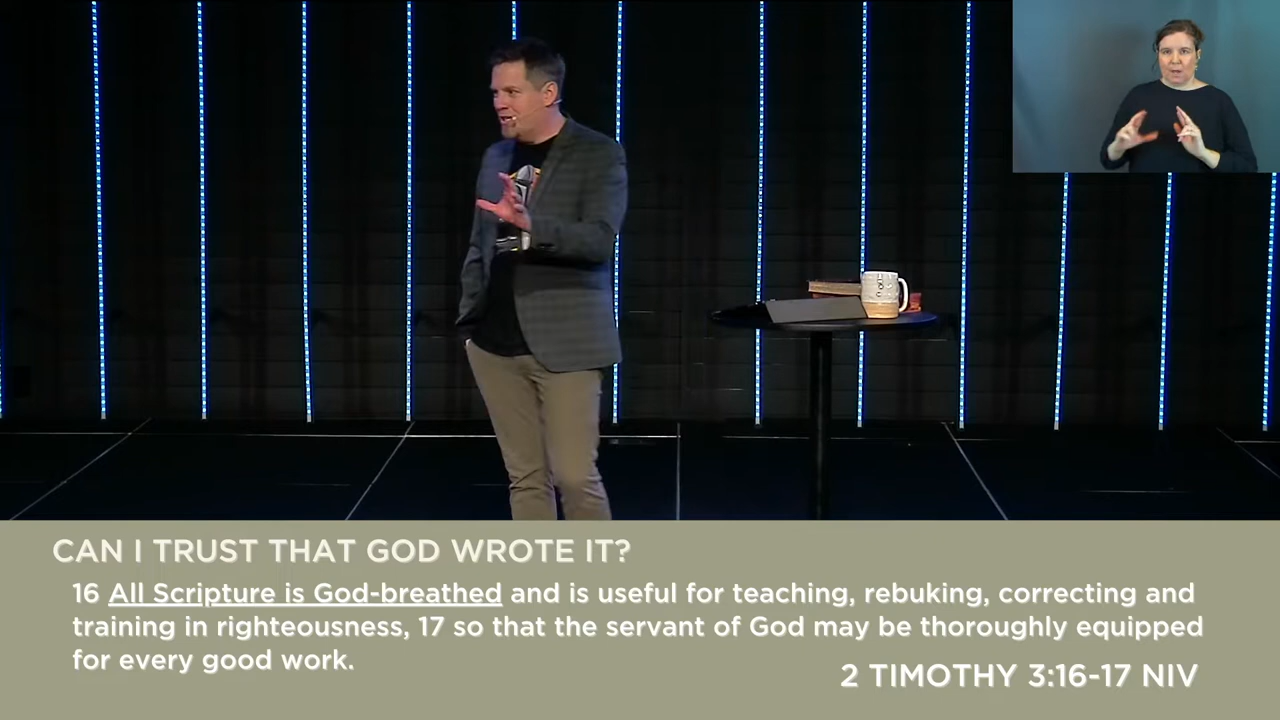 CAN I TRUST THAT GOD WROTE IT?
16 All Scripture is God-breathed and is useful for teaching, rebuking, correcting and
training in righteousness, 17 so that the servant of God may be thoroughly equipped
for every good work.
2 TIMOTHY 3:16-17 NIV